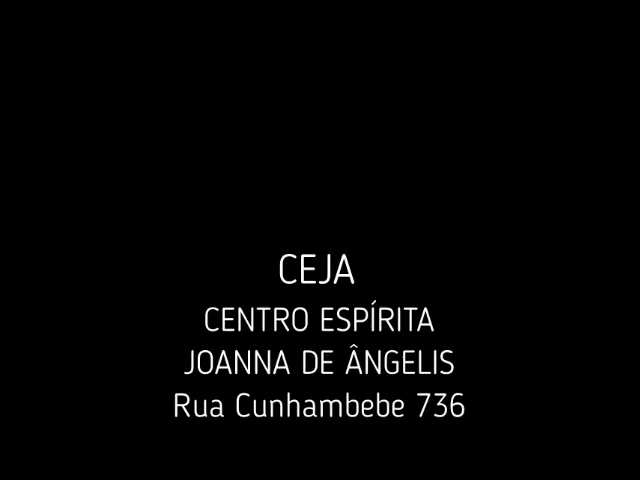 CEJA
CENTRO ESPÍRITA
JOANNA DE ÂNGELIS
Rua Cunhambebe 736